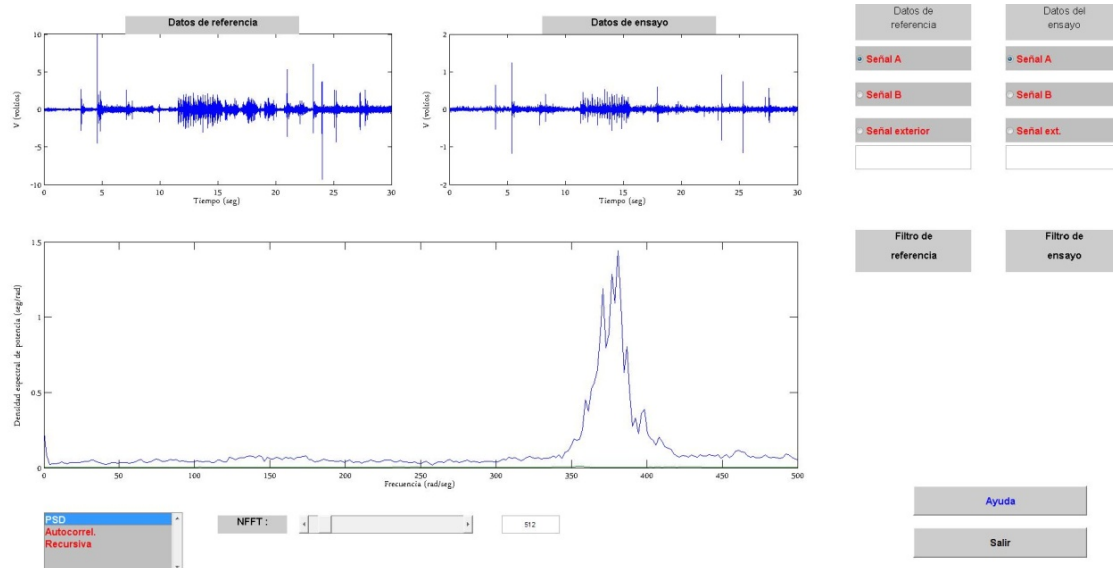 Datos de referencia
10
5
0
-5
-10
V (voltios)
0 5 10 15 20 25 30
Tiempo (seg)
Datos de ensayo
2
1
0
-1
-2
V (voltios)
0 5 10 15 20 25 30
Tiempo (seg)
Datos de
referencia
Señal A
Señal B
Señal exterior
Datos del
ensayo
Señal A
Señal B
Señal ext.
1.5
1
0.5
0
Densidad espectral de potencia (seg/rad)
0 50 100 150 200 250 300 350 400 450 500
Frecuencia (rad/seg)
Filtro de
referencia
Filtro de
ensayo
PSD
Autocorrel.
Recursiva
NFFT :
512
Ayuda
Salir